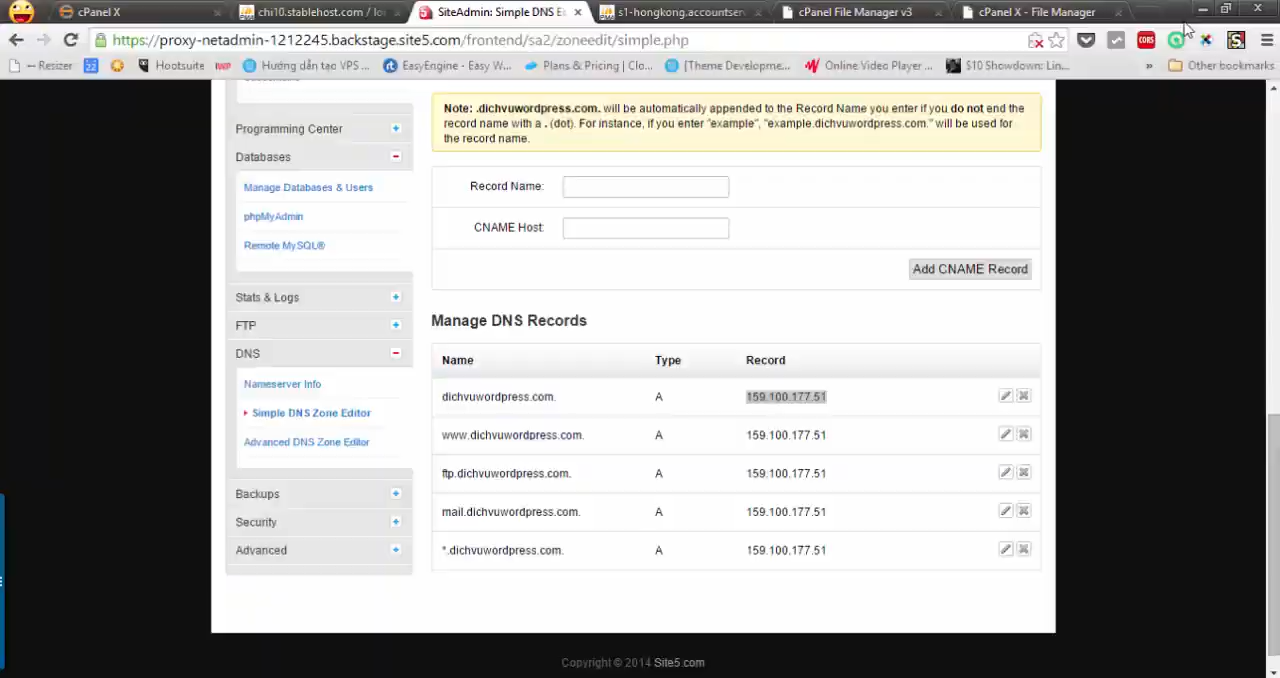 cPanel X
chi10.stablehost.com / lo
SiteAdmin: Simple DNS E
s1-hongkong.accountserv
cPanel File Manager v3
cPanel X - File Manager
https://proxy-netadmin-1212245.backstage.site5.com/frontend/sa2/zoneedit/simple.php
CORS
←Resizer
22
Hootsuite
Hướng dẫn tạo VPS ...
EasyEngine - Easy W...
Plans & Pricing | Clo...
[Theme Developme...
Online Video Player ...
$10 Showdown: Lin...
»
Other bookmarks
Note: .dichvuwordpress.com. will be automatically appended to the Record Name you enter if you do not end the
record name with a . (dot). For instance, if you enter "example", "example.dichvuwordpress.com." will be used for
the record name.
Programming Center
Databases
Manage Databases & Users
phpMyAdmin
Remote MySQL®
Stats & Logs
FTP
DNS
Nameserver Info
Simple DNS Zone Editor
Advanced DNS Zone Editor
Backups
Security
Advanced
Record Name:
CNAME Host:
Add CNAME Record
Manage DNS Records
Name Type Record
dichvuwordpress.com. A 159.100.177.51
www.dichvuwordpress.com. A 159.100.177.51
ftp.dichvuwordpress.com. A 159.100.177.51
mail.dichvuwordpress.com. A 159.100.177.51
*.dichvuwordpress.com. A 159.100.177.51
Copyright © 2014 Site5.com